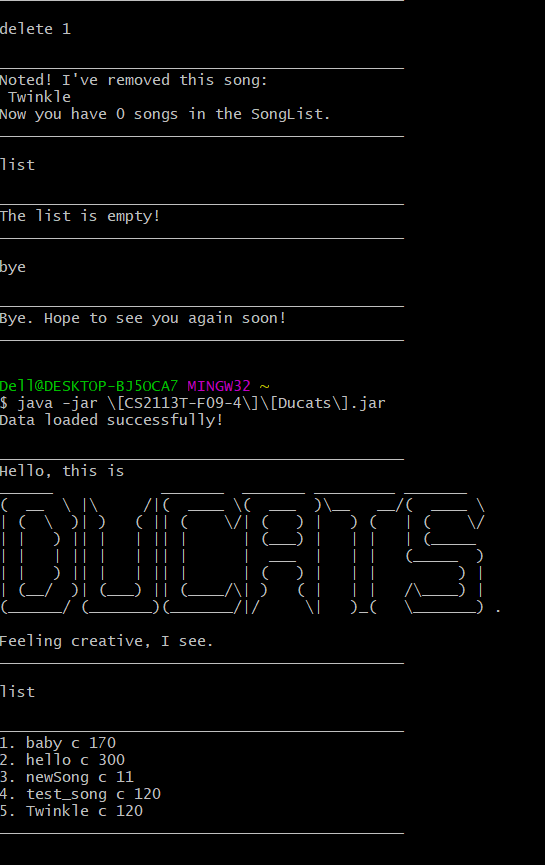 delete 1
Noted! I've removed this song:
Twinkle
Now you have 0 songs in the SongList.
list
The list is empty!
bye
Bye. Hope to see you again soon!
Dell@DESKTOP-BJ5OCA7 MINGW32 ~
$ java -jar \[CS2113T-F09-4\]\[Ducats\].jar
Data loaded successfully!
Hello, this is
DUCATS.
Feeling creative, I see.
list
1. baby c 170
2. hello c 300
3. newSong c 11
4. test_song c 120
5. Twinkle c 120